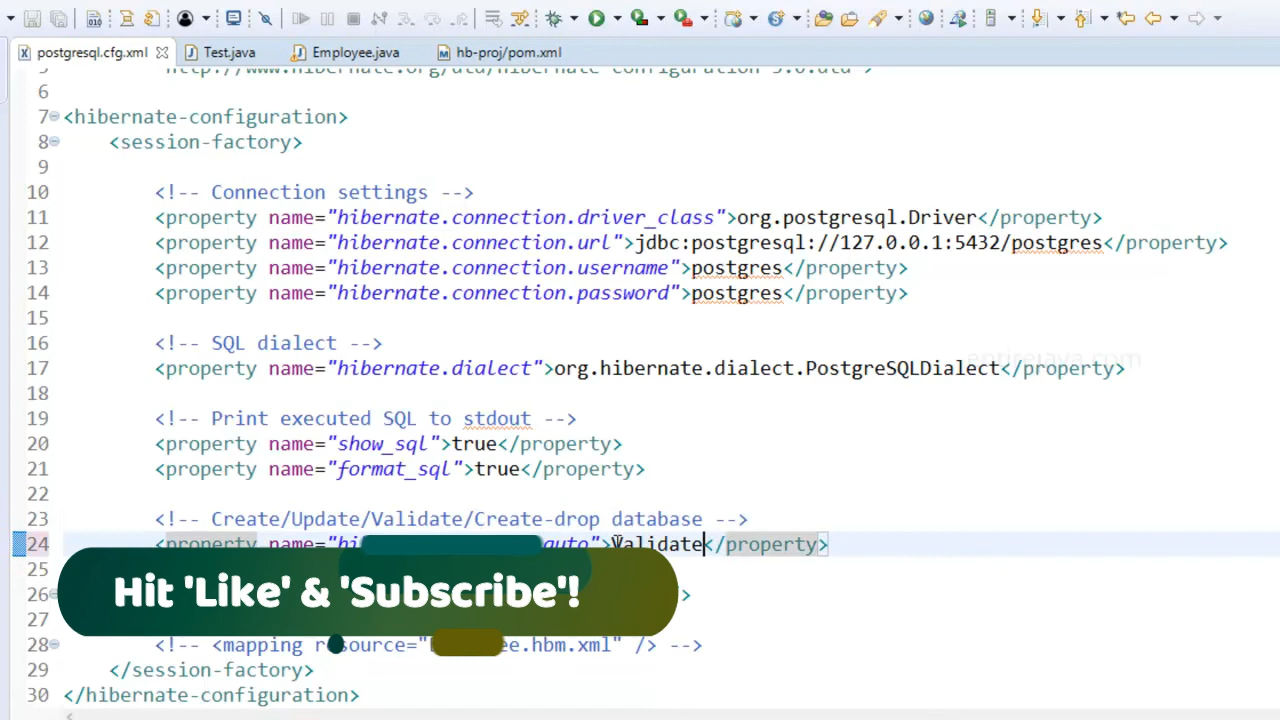 postgresql.cfg.xml Test.java Employee.java hb-proj/pom.xml
6
7 <hibernate-configuration>
8 <session-factory>
9
10 <!-- Connection settings -->
11 <property name="hibernate.connection.driver_class">org.postgresql.Driver</property>
12 <property name="hibernate.connection.url">jdbc:postgresql://127.0.0.1:5432/postgres</property>
13 <property name="hibernate.connection.username">postgres</property>
14 <property name="hibernate.connection.password">postgres</property>
15
16 <!-- SQL dialect -->
entirejava.com
17 <property name="hibernate.dialect">org.hibernate.dialect.PostgreSQLDialect</property>
18
19 <!-- Print executed SQL to stdout -->
20 <property name="show_sql">true</property>
21 <property name="format_sql">true</property>
22
23 <!-- Create/Update/Validate/Create-drop database -->
24 <property name="hi auto">Validate</property>
25
Hit 'Like' & 'Subscribe'!
26 >
27
28 <!-- <mapping resource=" ee.hbm.xml" /> -->
29 </session-factory>
30 </hibernate-configuration>